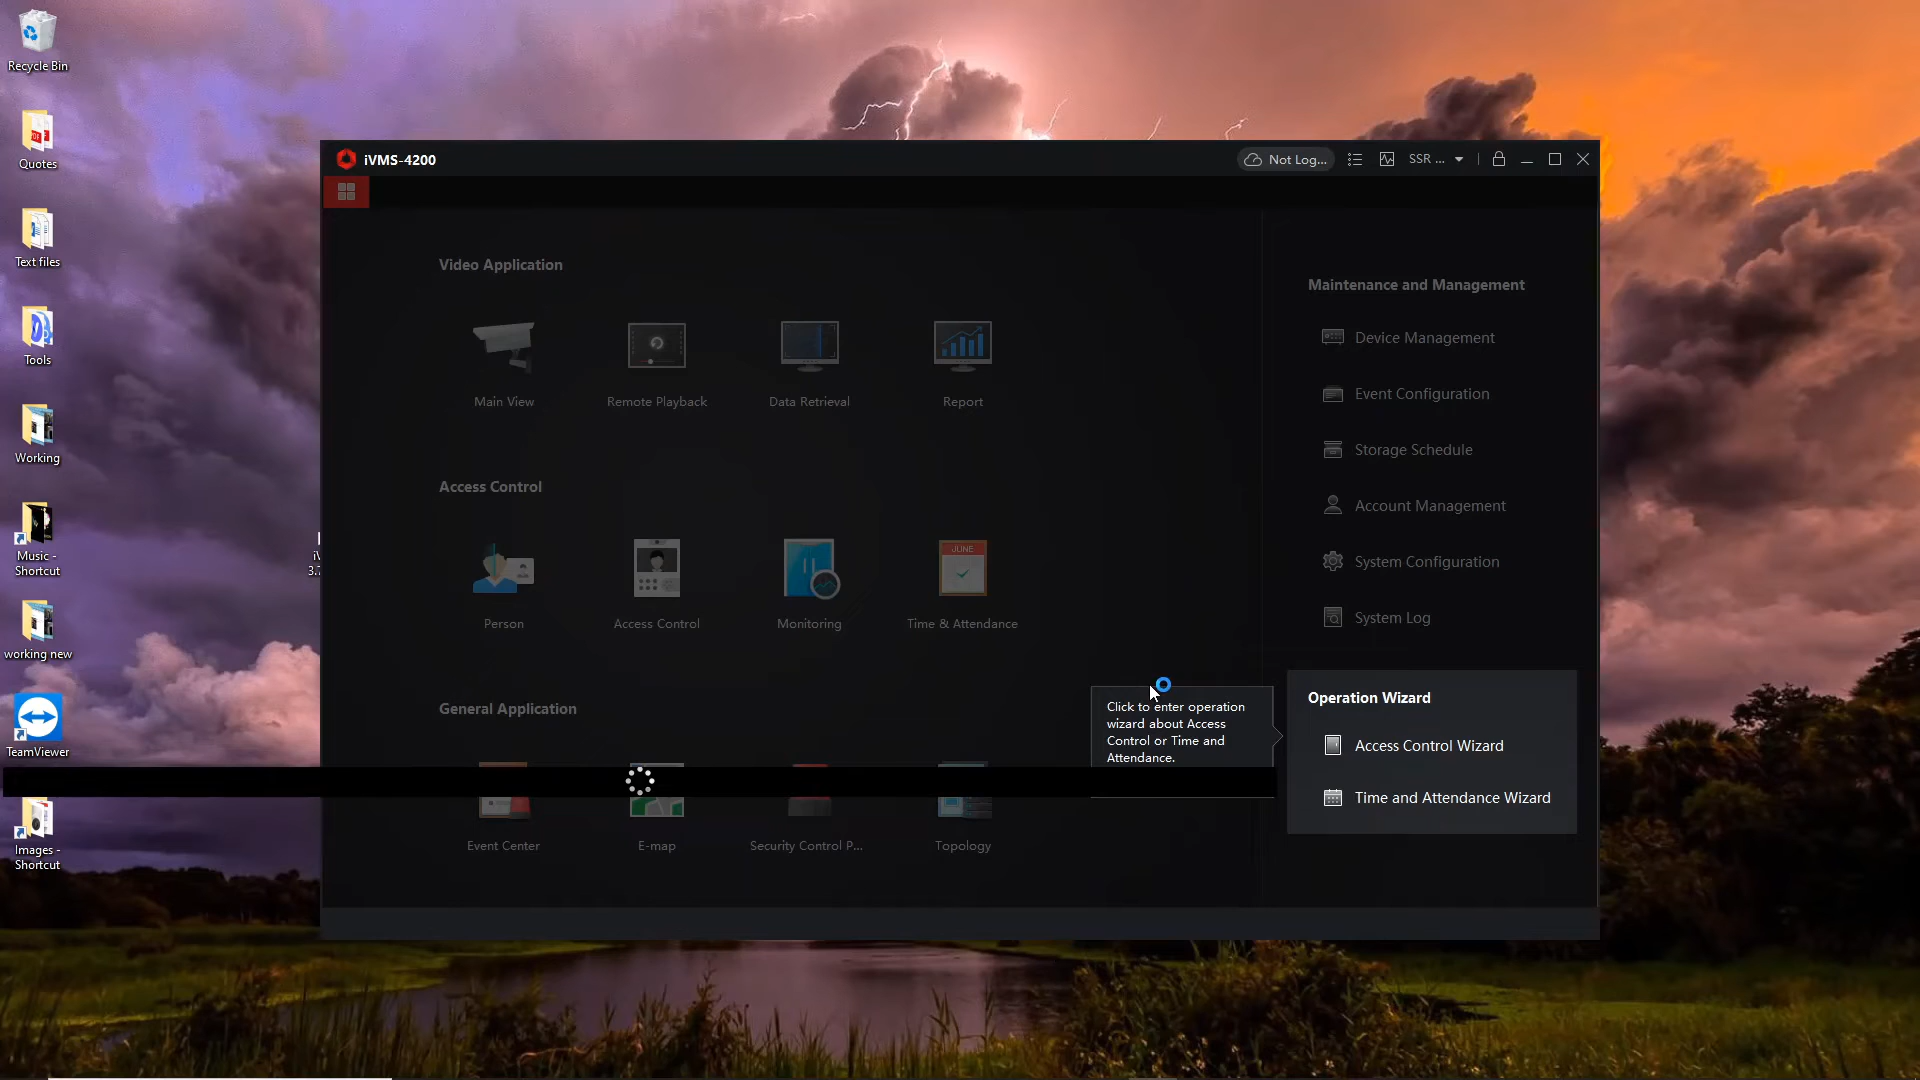 Recycle Bin
Quotes
Text files
Tools
Working
Music -
Shortcut
working new
TeamViewer
Images -
Shortcut
iVMS-4200
Not Log...
SSR ...
Video Application
Main View
Remote Playback
Data Retrieval
Report
Access Control
JUNE
Person
Access Control
Monitoring
Time & Attendance
General Application
Event Center
E-map
Security Control P...
Topology
Click to enter operation
wizard about Access
Control or Time and
Attendance.
Maintenance and Management
Device Management
Event Configuration
Storage Schedule
Account Management
System Configuration
System Log
Operation Wizard
Access Control Wizard
Time and Attendance Wizard